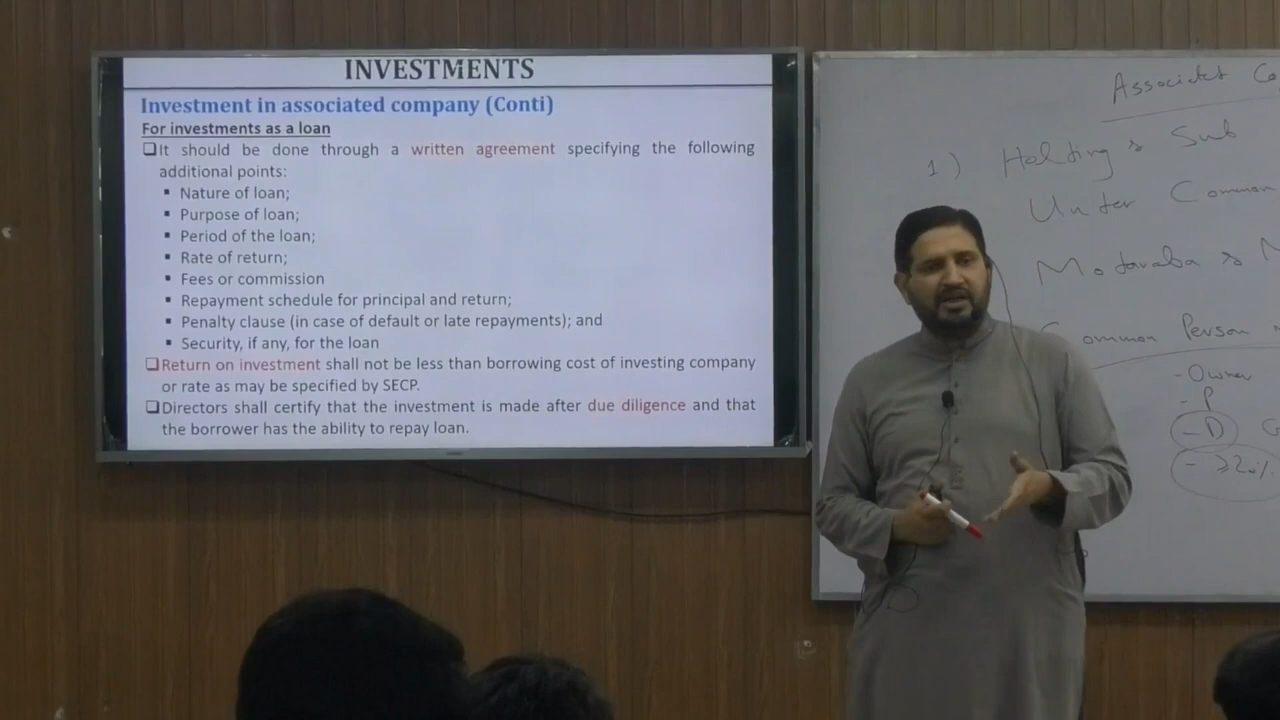 INVESTMENTS
Investment in associated company (Conti)
For investments as a loan
❑It should be done through a written agreement specifying the following
additional points:
▪ Nature of loan;
▪ Purpose of loan;
▪ Period of the loan;
▪ Rate of return;
▪ Fees or commission
▪ Repayment schedule for principal and return;
▪ Penalty clause (in case of default or late repayments); and
▪ Security, if any, for the loan
❑Return on investment shall not be less than borrowing cost of investing company
or rate as may be specified by SECP.
❑Directors shall certify that the investment is made after due diligence and that
the borrower has the ability to repay loan.
Associated Co
1) Holding & Sub
Under Common
Modaraba & M
Common Person
- Owner
- P
- D
- ≥20%